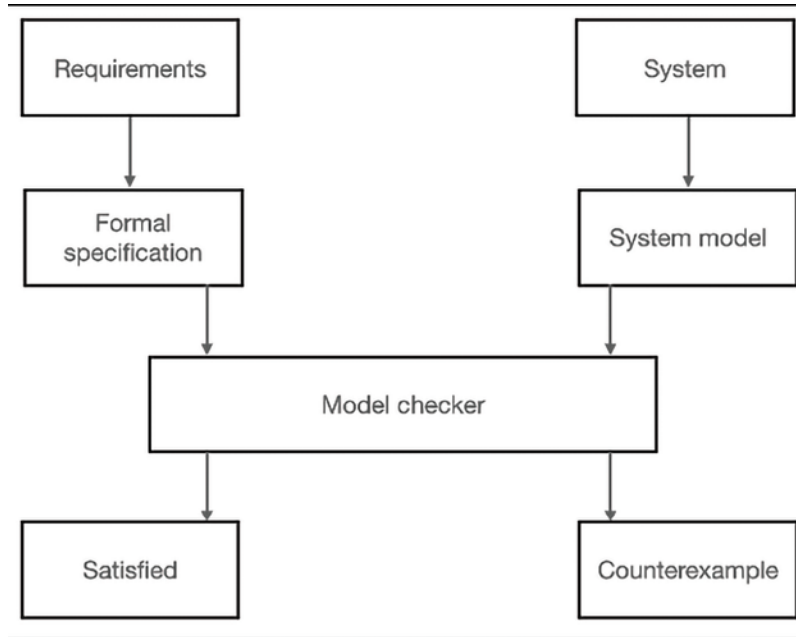 Requirements
System
Formal
specification
System model
Model checker
Satisfied
Counterexample